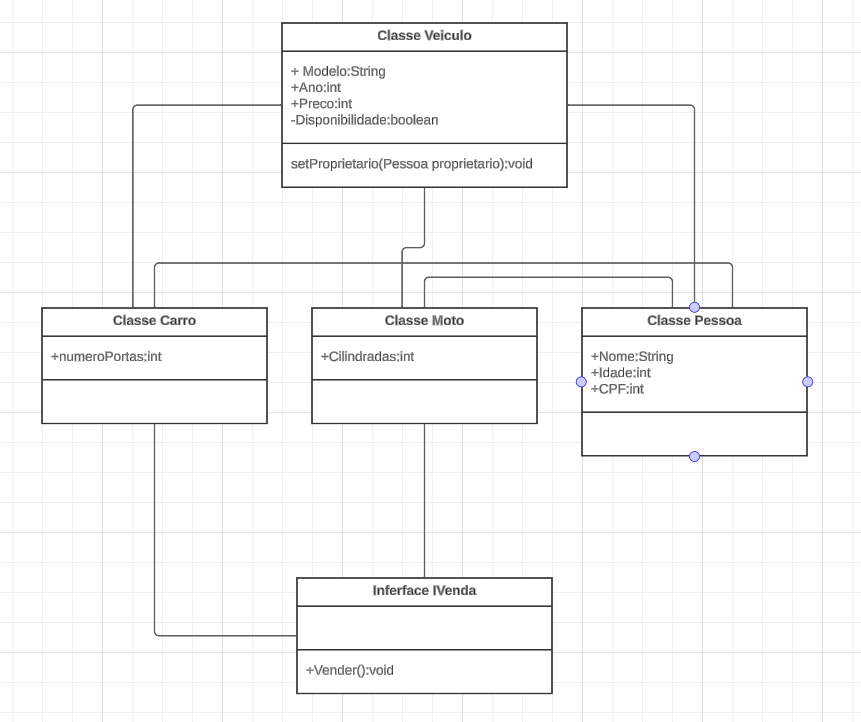 Classe Veiculo
+ Modelo:String
+Ano:int
+Preco:int
-Disponibilidade:boolean
setProprietario(Pessoa proprietario):void
Classe Carro
+numeroPortas:int
Classe Moto
+Cilindradas:int
Classe Pessoa
+Nome:String
+Idade:int
+CPF:int
Inferface IVenda
+Vender():void